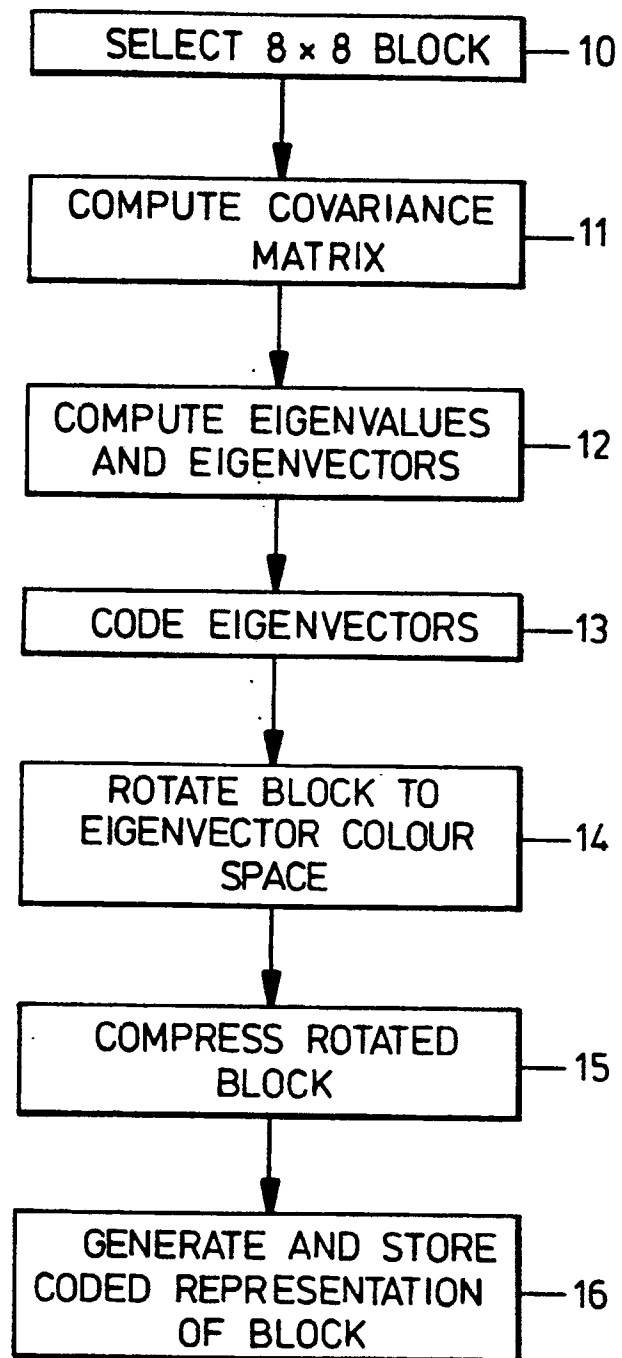 SELECT 8 × 8 BLOCK 10
COMPUTE COVARIANCE
MATRIX 11
COMPUTE EIGENVALUES
AND EIGENVECTORS 12
CODE EIGENVECTORS 13
ROTATE BLOCK TO
EIGENVECTOR COLOUR
SPACE 14
COMPRESS ROTATED
BLOCK 15
GENERATE AND STORE
CODED REPRESENTATION
OF BLOCK 16